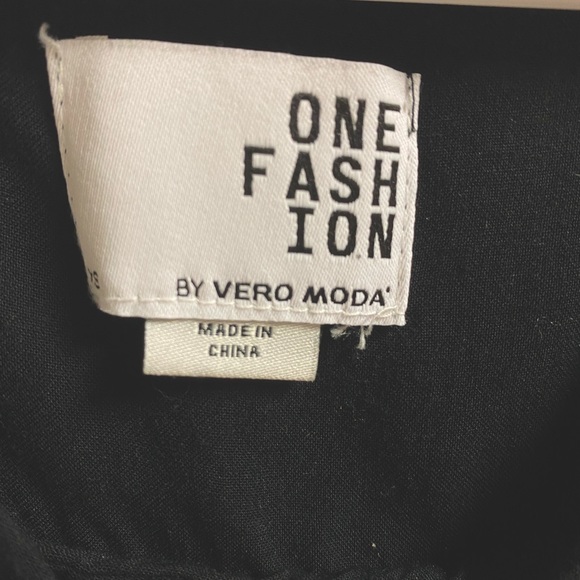 ONE
FASH
ION
BY VERO MODA
MADE IN
CHINA